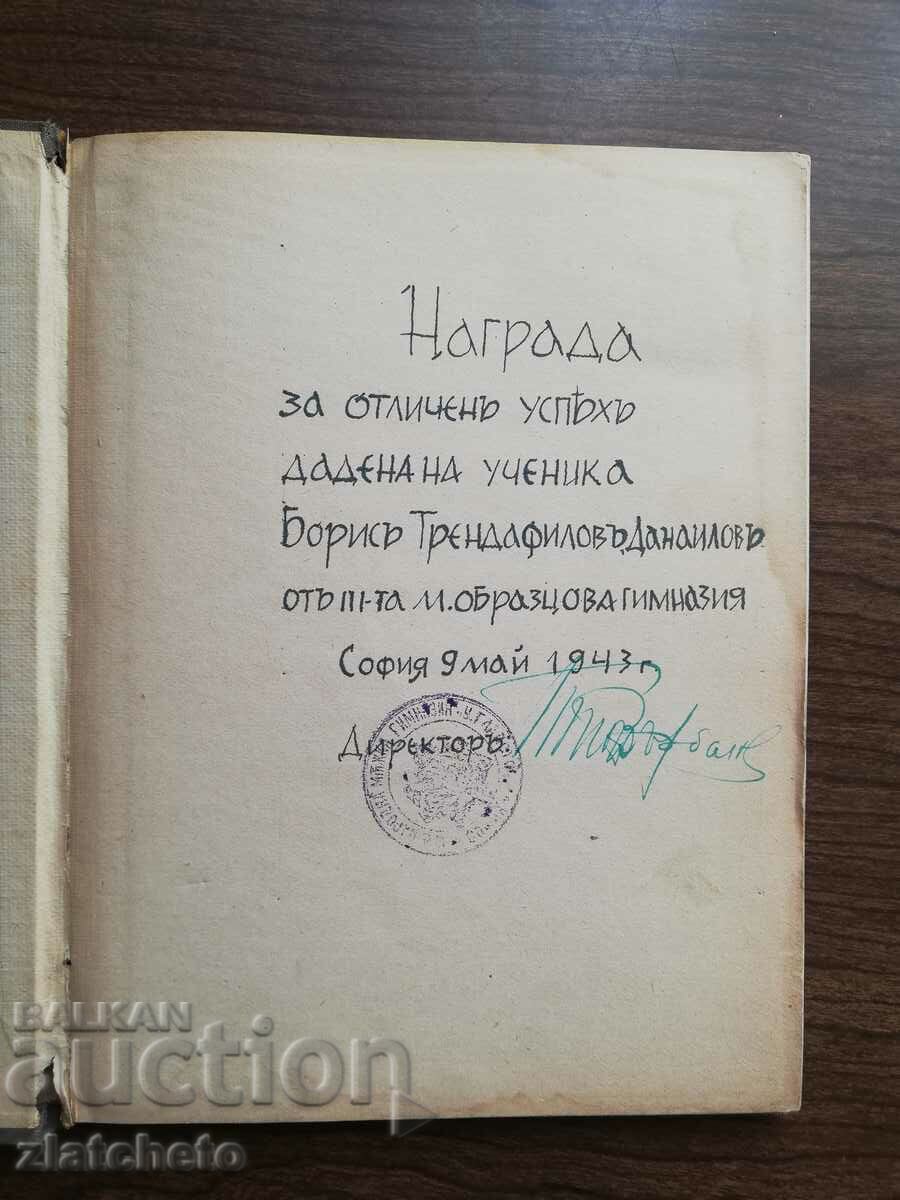 Награда
за отличенъ успѣхъ
дадена на ученика
Борисъ Трендафиловъ Данаиловъ
отъ III-та м. образцова гимназия
София 9 май 1943 г.
Директоръ:
BALKAN
auction
zlatcheto